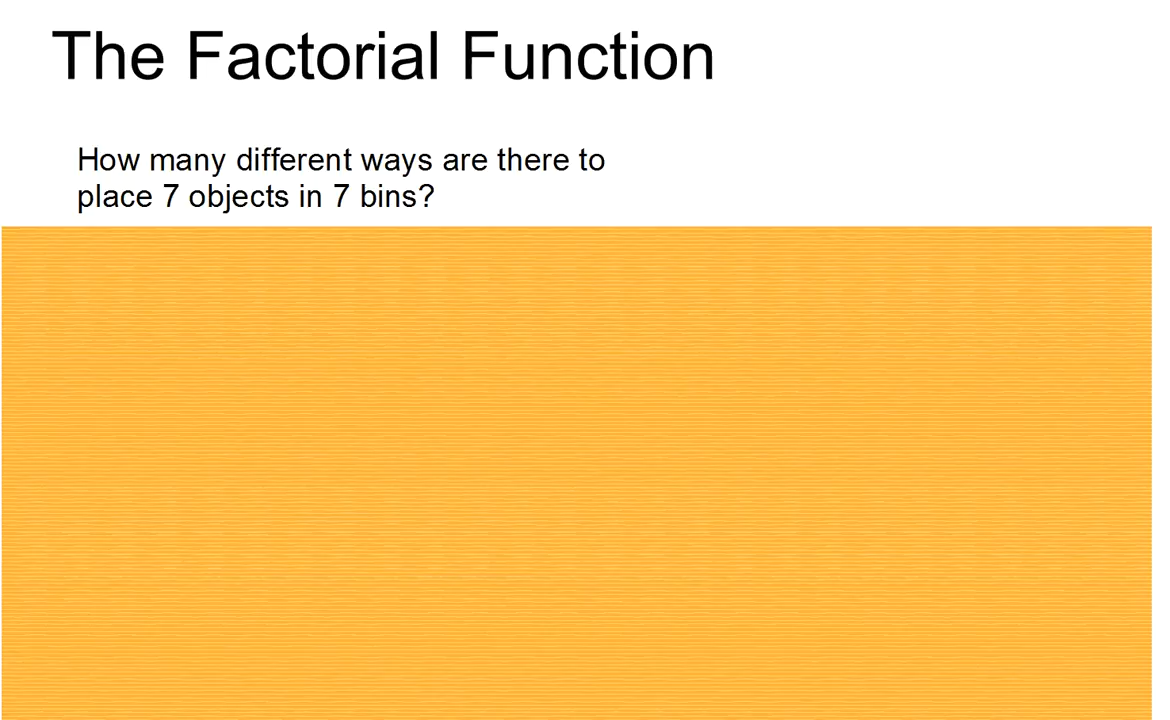 The Factorial Function
How many different ways are there to
place 7 objects in 7 bins?